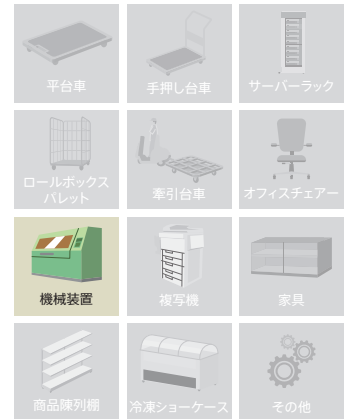 平台車
手押し台車
サーバーラック
ロールボックス
パレット
牽引台車
オフィスチェアー
機械装置
複写機
家具
商品陳列棚
冷凍ショーケース
その他